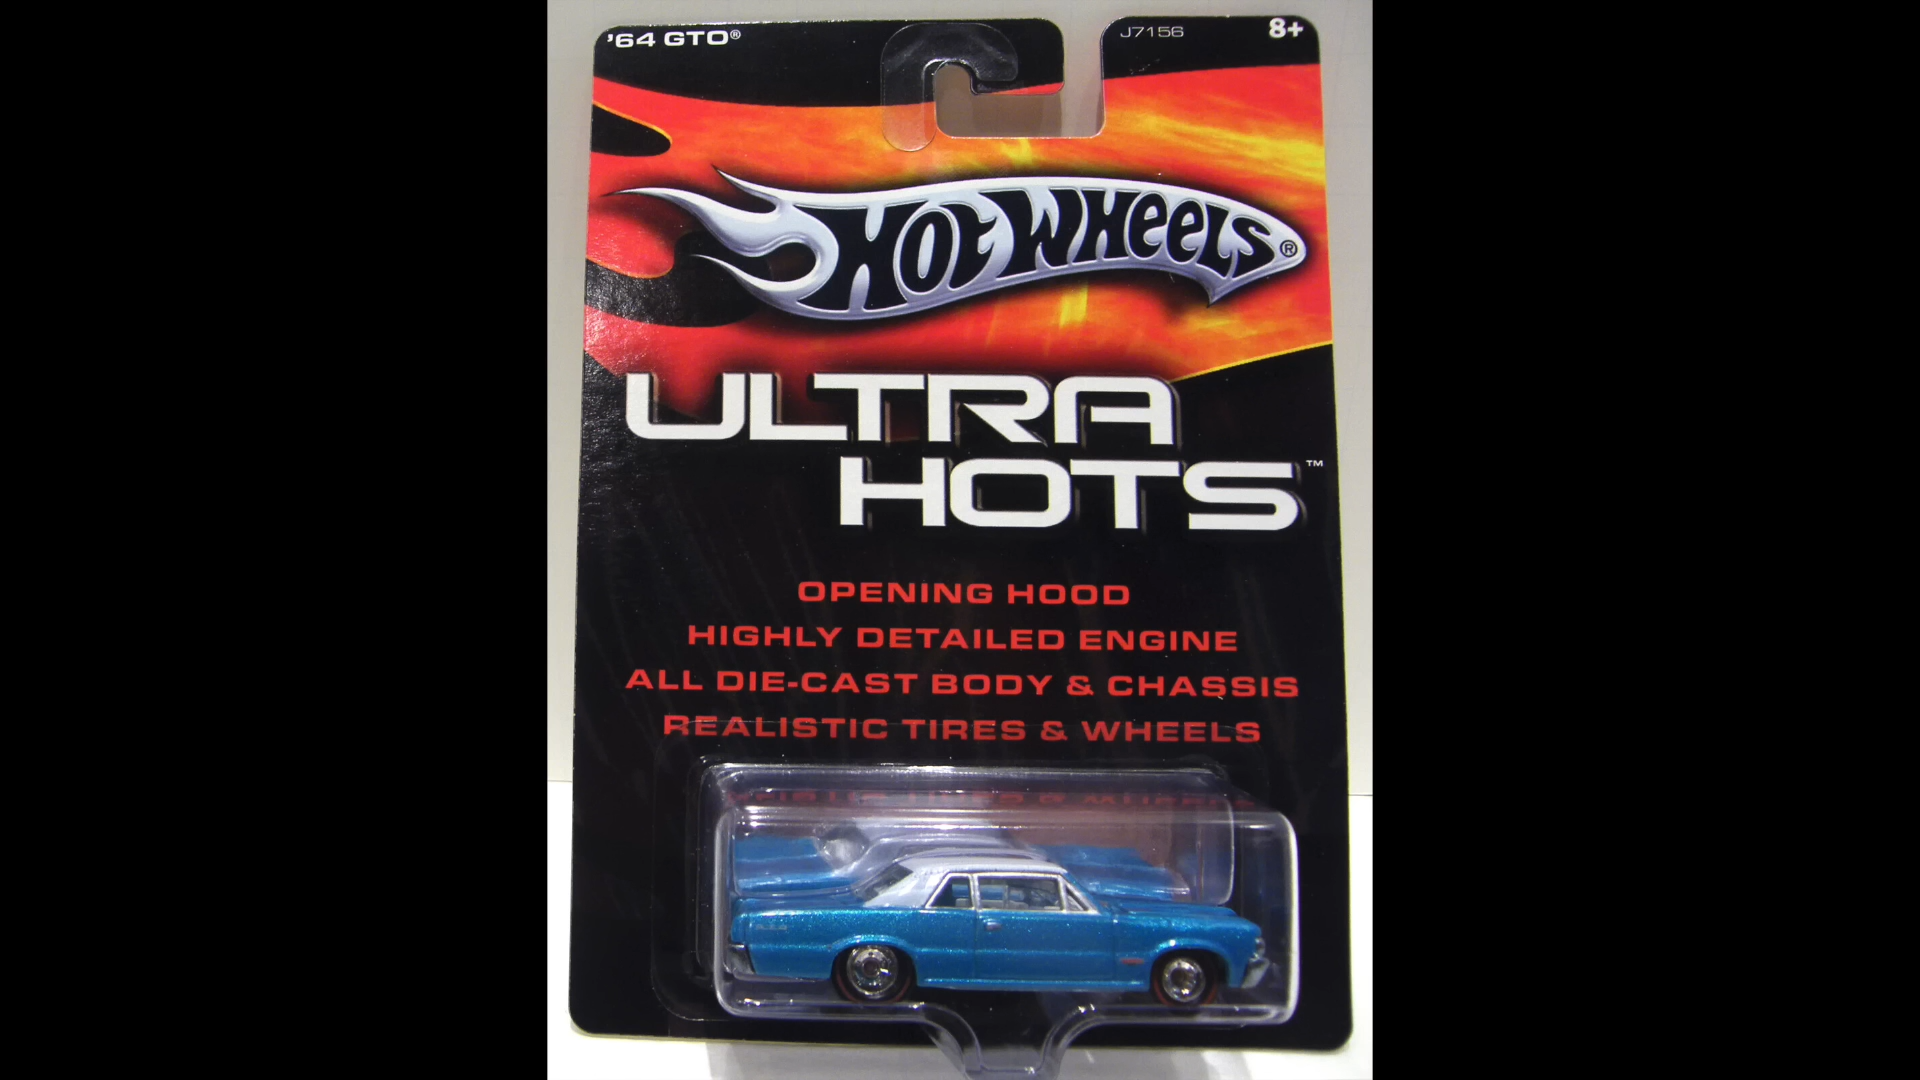 '64 GTO®
J7156
8+
HOT WHEELS®
ULTRA
HOTS™
OPENING HOOD
HIGHLY DETAILED ENGINE
ALL DIE-CAST BODY & CHASSIS
REALISTIC TIRES & WHEELS